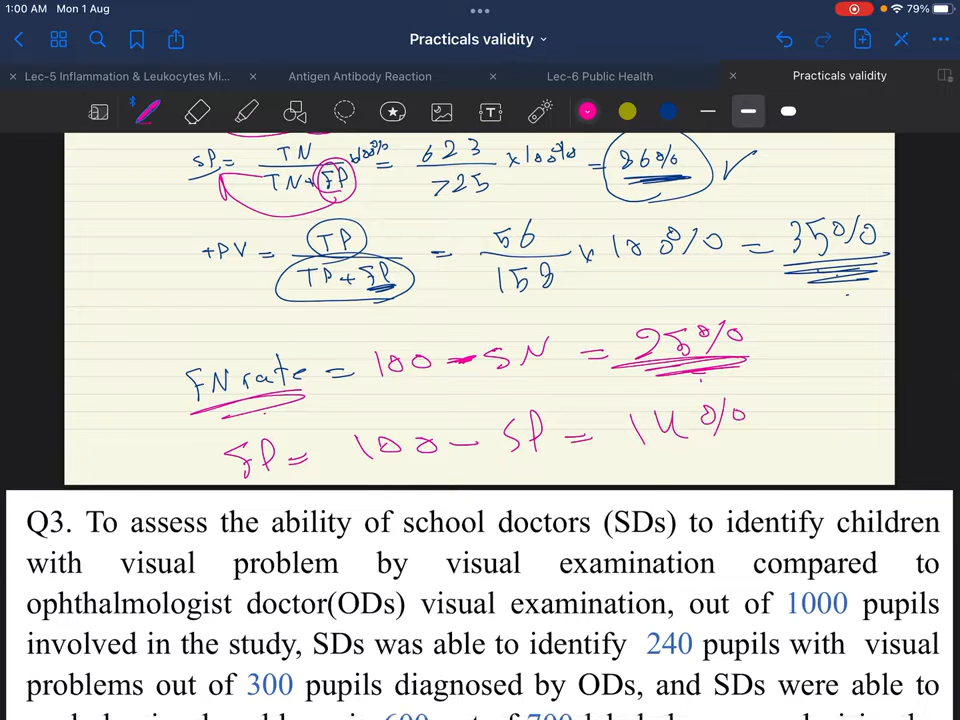 1:00 AM Mon 1 Aug
79%
Practicals validity
Lec-5 Inflammation & Leukocytes Mi...
Antigen Antibody Reaction
Lec-6 Public Health
Practicals validity
SP = TN / TN + FP × 100% = 623 / 725 × 100% = 86% ✓
+PV = TP / TP + FP = 56 / 158 × 100% = 35%
FN rate = 100 - SN = 25%
FP = 100 - SP = 14%
Q3. To assess the ability of school doctors (SDs) to identify children
with visual problem by visual examination compared to
ophthalmologist doctor(ODs) visual examination, out of 1000 pupils
involved in the study, SDs was able to identify 240 pupils with visual
problems out of 300 pupils diagnosed by ODs, and SDs were able to